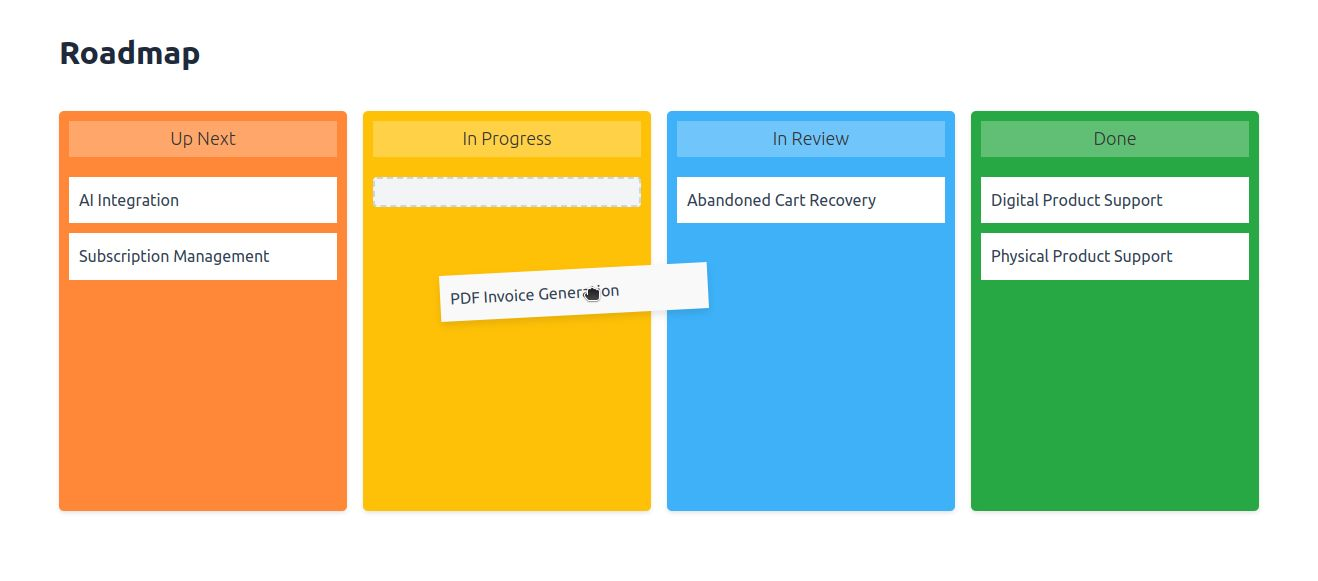 Roadmap
Up Next
AI Integration
Subscription Management
In Progress
PDF Invoice Generation
In Review
Abandoned Cart Recovery
Done
Digital Product Support
Physical Product Support